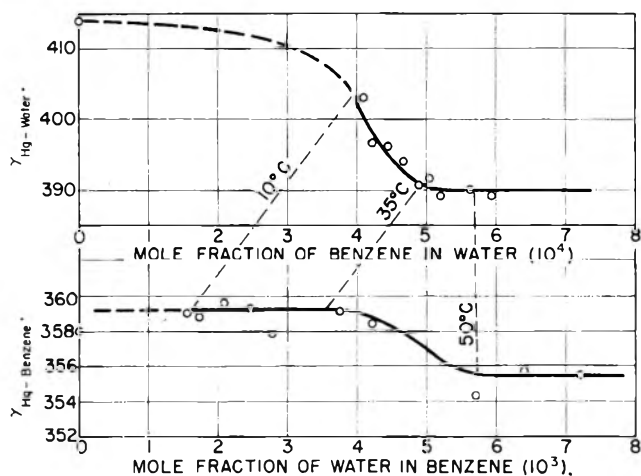 410
400
390
γ Hg-Water'
10°C
35°C
0 1 2 3 4 5 6 7 8
MOLE FRACTION OF BENZENE IN WATER (10⁴)
360
358
356
354
352
γ Hg-Benzene'
50°C
0 1 2 3 4 5 6 7 8
MOLE FRACTION OF WATER IN BENZENE (10³).